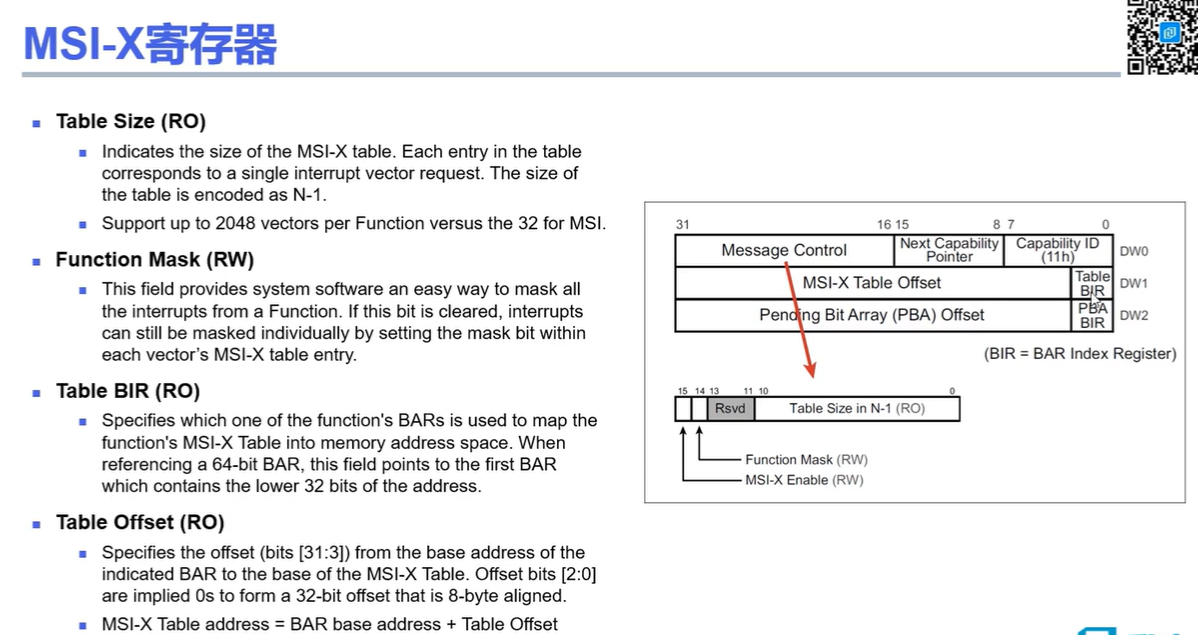 MSI-X寄存器
Table Size (RO)
Indicates the size of the MSI-X table. Each entry in the table
corresponds to a single interrupt vector request. The size of
the table is encoded as N-1.
Support up to 2048 vectors per Function versus the 32 for MSI.
Function Mask (RW)
This field provides system software an easy way to mask all
the interrupts from a Function. If this bit is cleared, interrupts
can still be masked individually by setting the mask bit within
each vector's MSI-X table entry.
Table BIR (RO)
Specifies which one of the function's BARs is used to map the
function's MSI-X Table into memory address space. When
referencing a 64-bit BAR, this field points to the first BAR
which contains the lower 32 bits of the address.
Table Offset (RO)
Specifies the offset (bits [31:3]) from the base address of the
indicated BAR to the base of the MSI-X Table. Offset bits [2:0]
are implied 0s to form a 32-bit offset that is 8-byte aligned.
MSI-X Table address = BAR base address + Table Offset
31 16 15 8 7 0
Message Control
Next Capability
Pointer
Capability ID
(11h)
DW0
MSI-X Table Offset
Table
BIR
DW1
Pending Bit Array (PBA) Offset
PBA
BIR
DW2
(BIR = BAR Index Register)
15 14 13 11 10 0
Rsvd
Table Size in N-1 (RO)
Function Mask (RW)
MSI-X Enable (RW)